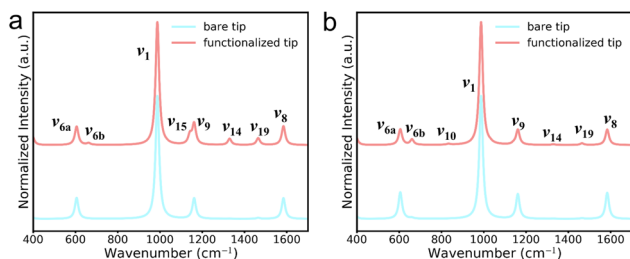 a
bare tip
functionalized tip
ν1
ν6a
ν6b
ν15
ν9
ν14
ν19
ν8
Normalized Intensity (a.u.)
400 600 800 1000 1200 1400 1600
Wavenumber (cm⁻¹)
b
bare tip
functionalized tip
ν1
ν6a
ν6b
ν10
ν9
ν14
ν19
ν8
Normalized Intensity (a.u.)
400 600 800 1000 1200 1400 1600
Wavenumber (cm⁻¹)